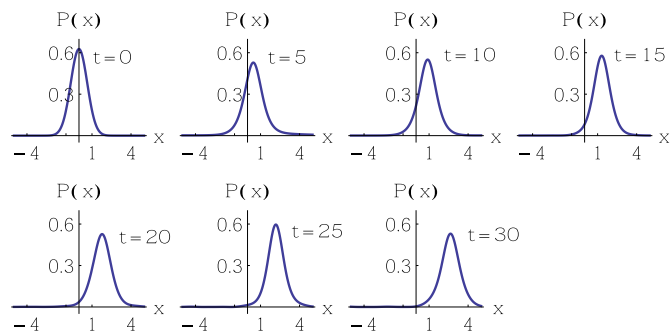 P(x) P(x) P(x) P(x)
0.6 t=0 0.6 t=5 0.6 t=10 0.6 t=15
0.3 0.3 0.3 0.3
-4 1 4 x -4 1 4 x -4 1 4 x -4 1 4 x
P(x) P(x) P(x)
0.6 t=20 0.6 t=25 0.6 t=30
0.3 0.3 0.3
-4 1 4 x -4 1 4 x -4 1 4 x